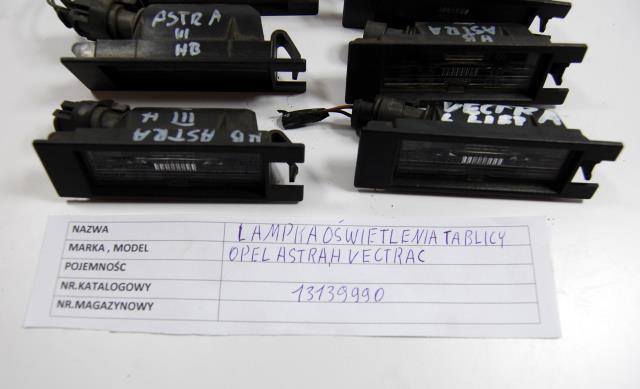 ASTRA
III
HB
ASTRA
H
HB ASTRA
III H
VECTRA
C
NAZWA LAMPKA OŚWIETLENIA TABLICY
MARKA , MODEL OPEL ASTRA H VECTRA C
POJEMNOŚĆ
NR.KATALOGOWY 13139990
NR.MAGAZYNOWY